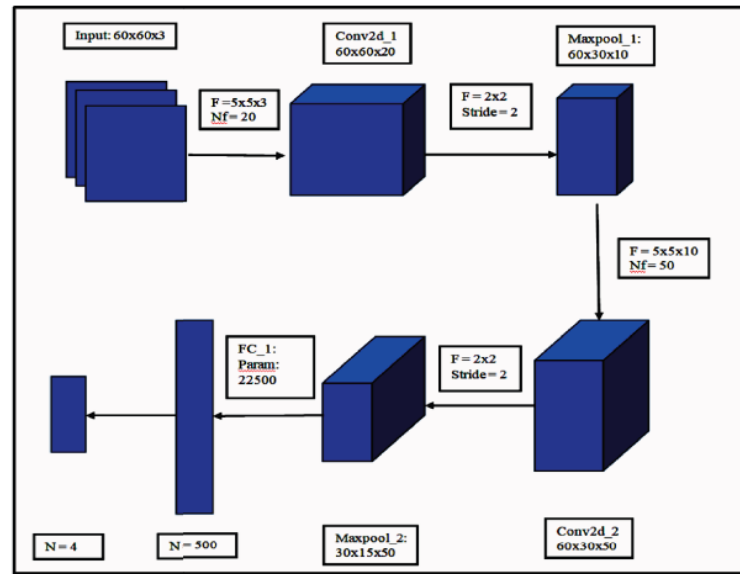 Input: 60x60x3
Conv2d_1
60x60x20
Maxpool_1:
60x30x10
F =5x5x3
Nf= 20
F = 2x2
Stride = 2
F = 5x5x10
Nf= 50
FC_1:
Param:
22500
F = 2x2
Stride = 2
N = 4
N = 500
Maxpool_2:
30x15x50
Conv2d_2
60x30x50